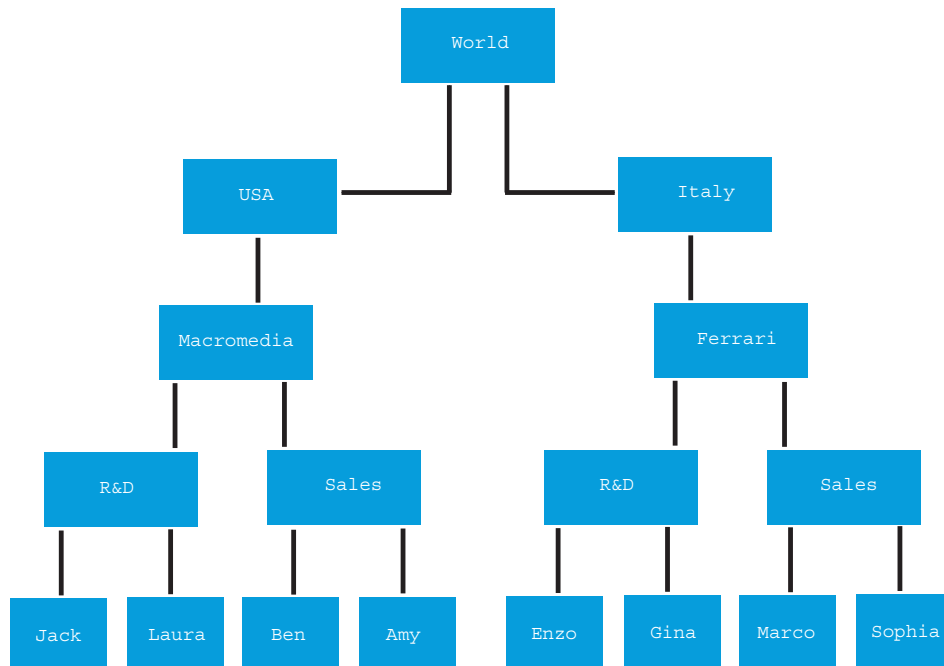 World
USA
Italy
Macromedia
Ferrari
R&D
Sales
R&D
Sales
Jack
Laura
Ben
Amy
Enzo
Gina
Marco
Sophia